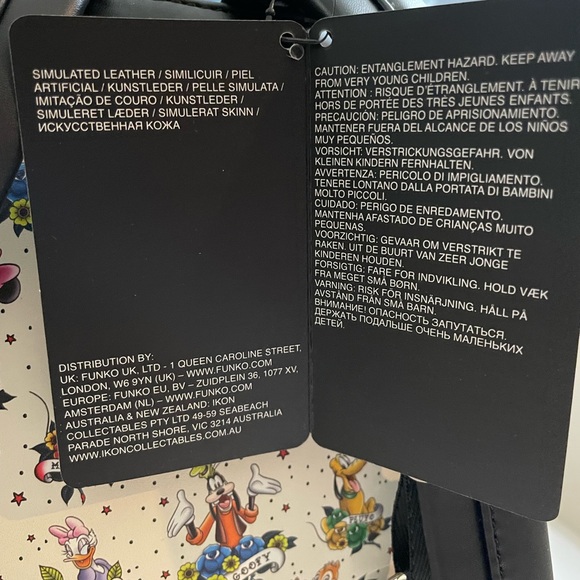 SIMULATED LEATHER / SIMILICUIR / PIEL
ARTIFICIAL / KUNSTLEDER / PELLE SIMULATA /
IMITAÇÃO DE COURO / KUNSTLEDER /
SIMULERET LÆDER / SIMULERAT SKINN /
ИСКУССТВЕННАЯ КОЖА
DISTRIBUTION BY:
UK: FUNKO UK, LTD - 1 QUEEN CAROLINE STREET,
LONDON, W6 9YN (UK) – WWW.FUNKO.COM
EUROPE: FUNKO EU, BV – ZUIDPLEIN 36, 1077 XV,
AMSTERDAM (NL) – WWW.FUNKO.COM
AUSTRALIA & NEW ZEALAND: IKON
COLLECTABLES PTY LTD 49-59 SEABEACH
PARADE NORTH SHORE, VIC 3214 AUSTRALIA
WWW.IKONCOLLECTABLES.COM.AU
CAUTION: ENTANGLEMENT HAZARD. KEEP AWAY
FROM VERY YOUNG CHILDREN.
ATTENTION : RISQUE D'ÉTRANGLEMENT. À TENIR
HORS DE PORTÉE DES TRÈS JEUNES ENFANTS.
PRECAUCIÓN: PELIGRO DE APRISIONAMIENTO.
MANTENER FUERA DEL ALCANCE DE LOS NIÑOS
MUY PEQUEÑOS.
VORSICHT: VERSTRICKUNGSGEFAHR. VON
KLEINEN KINDERN FERNHALTEN.
AVVERTENZA: PERICOLO DI IMPIGLIAMENTO.
TENERE LONTANO DALLA PORTATA DI BAMBINI
MOLTO PICCOLI.
CUIDADO: PERIGO DE ENREDAMENTO.
MANTENHA AFASTADO DE CRIANÇAS MUITO
PEQUENAS.
VOORZICHTIG: GEVAAR OM VERSTRIKT TE
RAKEN. UIT DE BUURT VAN ZEER JONGE
KINDEREN HOUDEN.
FORSIGTIG: FARE FOR INDVIKLING. HOLD VÆK
FRA MEGET SMÅ BØRN.
VARNING: RISK FÖR INSNÄRJNING. HÅLL PÅ
AVSTÅND FRÅN SMÅ BARN.
ВНИМАНИЕ! ОПАСНОСТЬ ЗАПУТАТЬСЯ.
ДЕРЖАТЬ ПОДАЛЬШЕ ОЧЕНЬ МАЛЕНЬКИХ
ДЕТЕЙ.
GOOFY
PLUTO